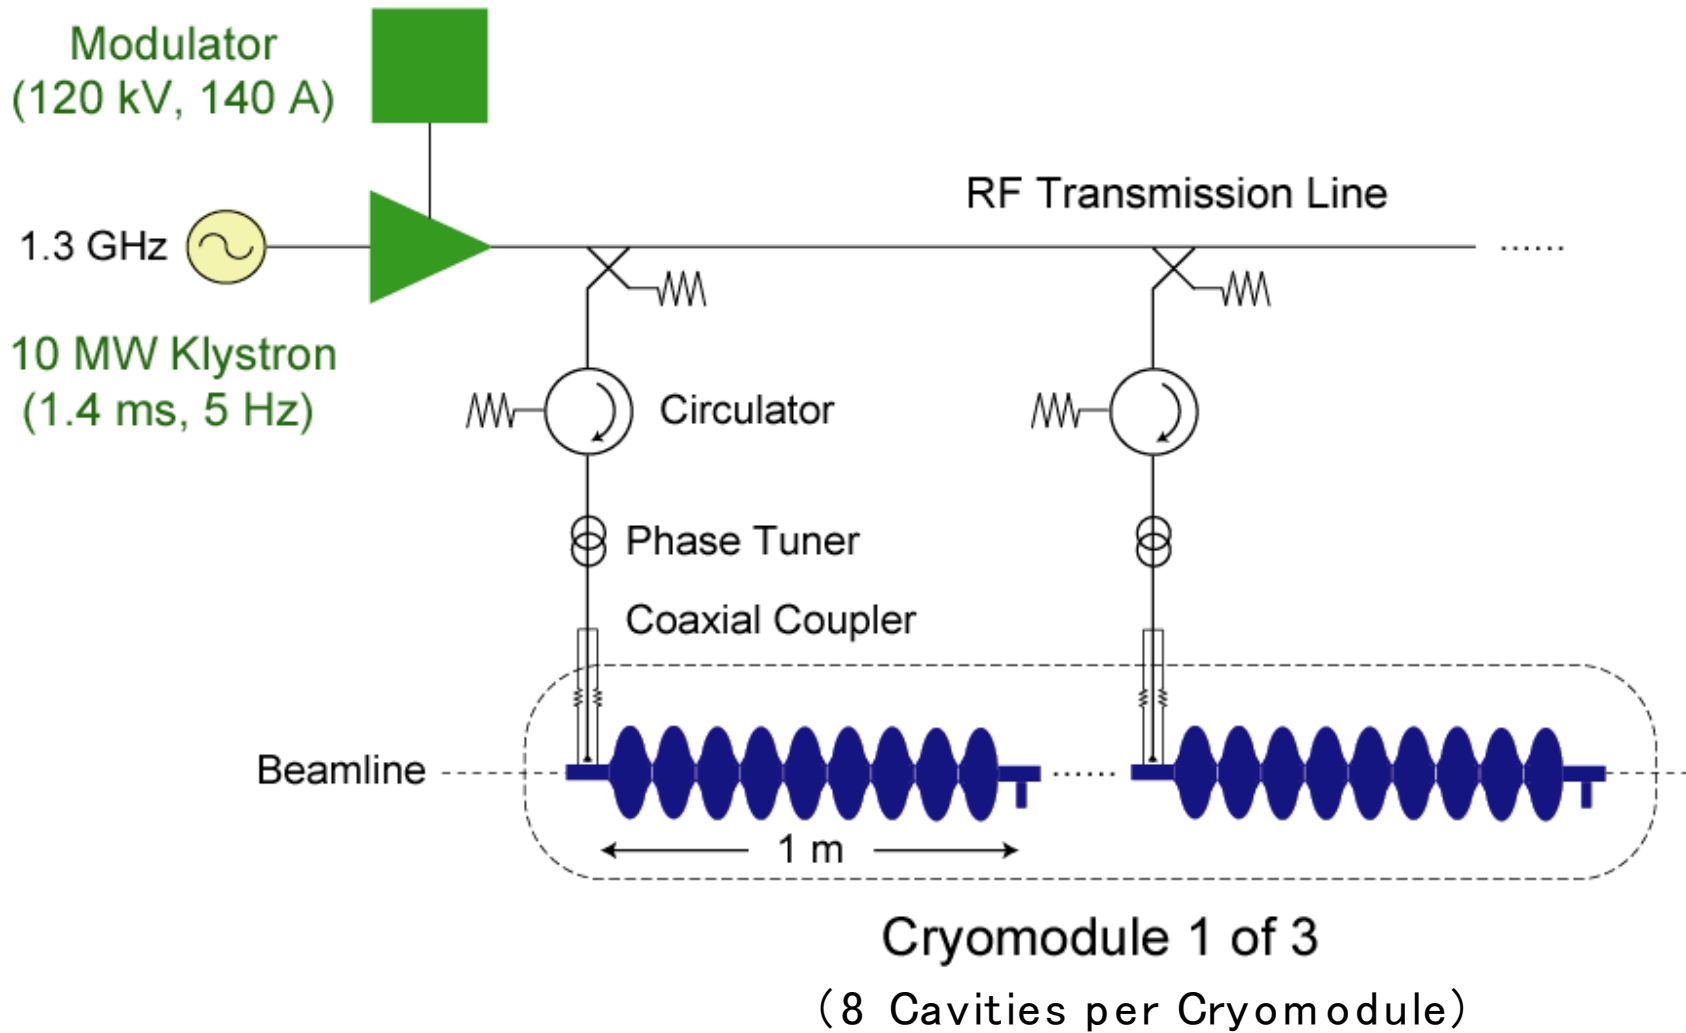 Modulator
(120 kV, 140 A)
RF Transmission Line
1.3 GHz
......
10 MW Klystron
(1.4 ms, 5 Hz)
Circulator
Phase Tuner
Coaxial Coupler
Beamline
......
1 m
Cryomodule 1 of 3
(8 Cavities per Cryomodule)